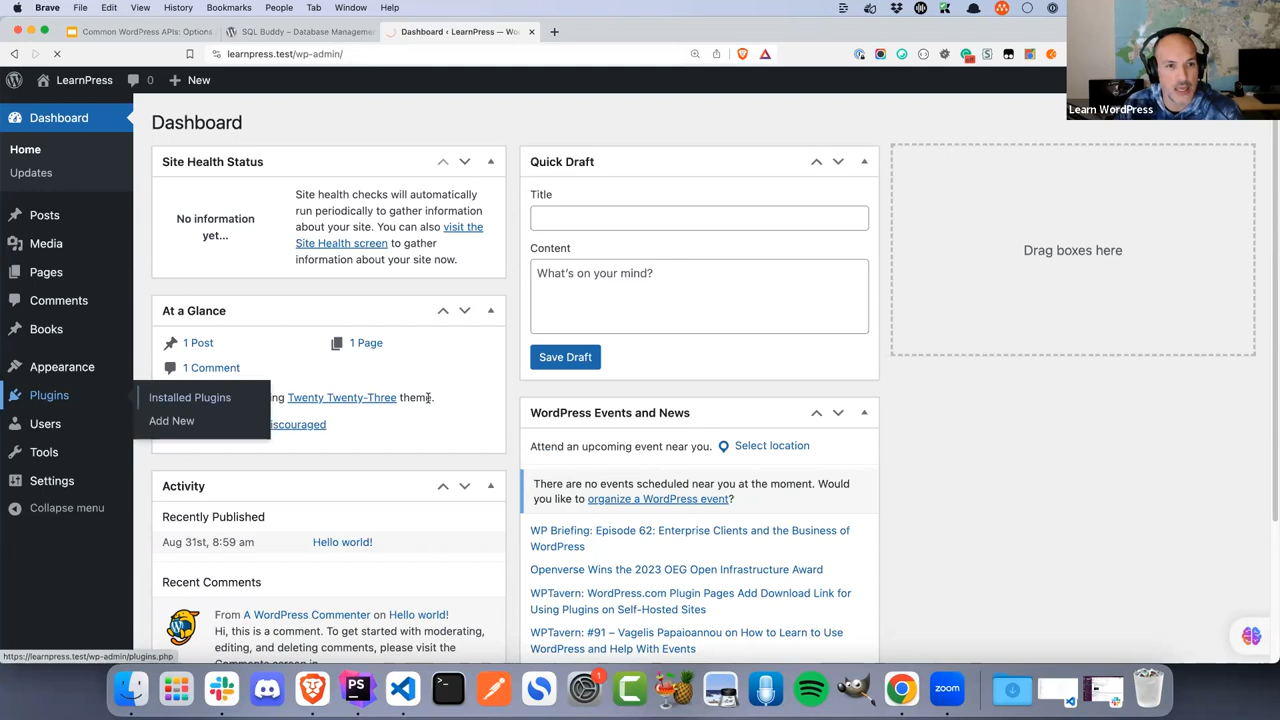 Brave File Edit View History Bookmarks People Tab Window Help
Common WordPress APIs: Options
SQL Buddy – Database Management
Dashboard ‹ LearnPress — Wo
learnpress.test/wp-admin/
LearnPress 0 New
Learn WordPress
Dashboard
Home
Updates
Posts
Media
Pages
Comments
Books
Appearance
Plugins
Installed Plugins
Add New
Users
Tools
Settings
Collapse menu
Dashboard
Site Health Status
No information
yet...
Site health checks will automatically
run periodically to gather information
about your site. You can also visit the
Site Health screen to gather
information about your site now.
At a Glance
1 Post
1 Page
1 Comment
ing Twenty Twenty-Three theme.
iscouraged
Activity
Recently Published
Aug 31st, 8:59 am Hello world!
Recent Comments
From A WordPress Commenter on Hello world!
Hi, this is a comment. To get started with moderating,
editing, and deleting comments, please visit the
Comments screen in
Quick Draft
Title
Content
What's on your mind?
Save Draft
WordPress Events and News
Attend an upcoming event near you. Select location
There are no events scheduled near you at the moment. Would
you like to organize a WordPress event?
WP Briefing: Episode 62: Enterprise Clients and the Business of
WordPress
Openverse Wins the 2023 OEG Open Infrastructure Award
WPTavern: WordPress.com Plugin Pages Add Download Link for
Using Plugins on Self-Hosted Sites
WPTavern: #91 – Vagelis Papaioannou on How to Learn to Use
WordPress and Help With Events
Drag boxes here
https://learnpress.test/wp-admin/plugins.php
PS
1
zoom